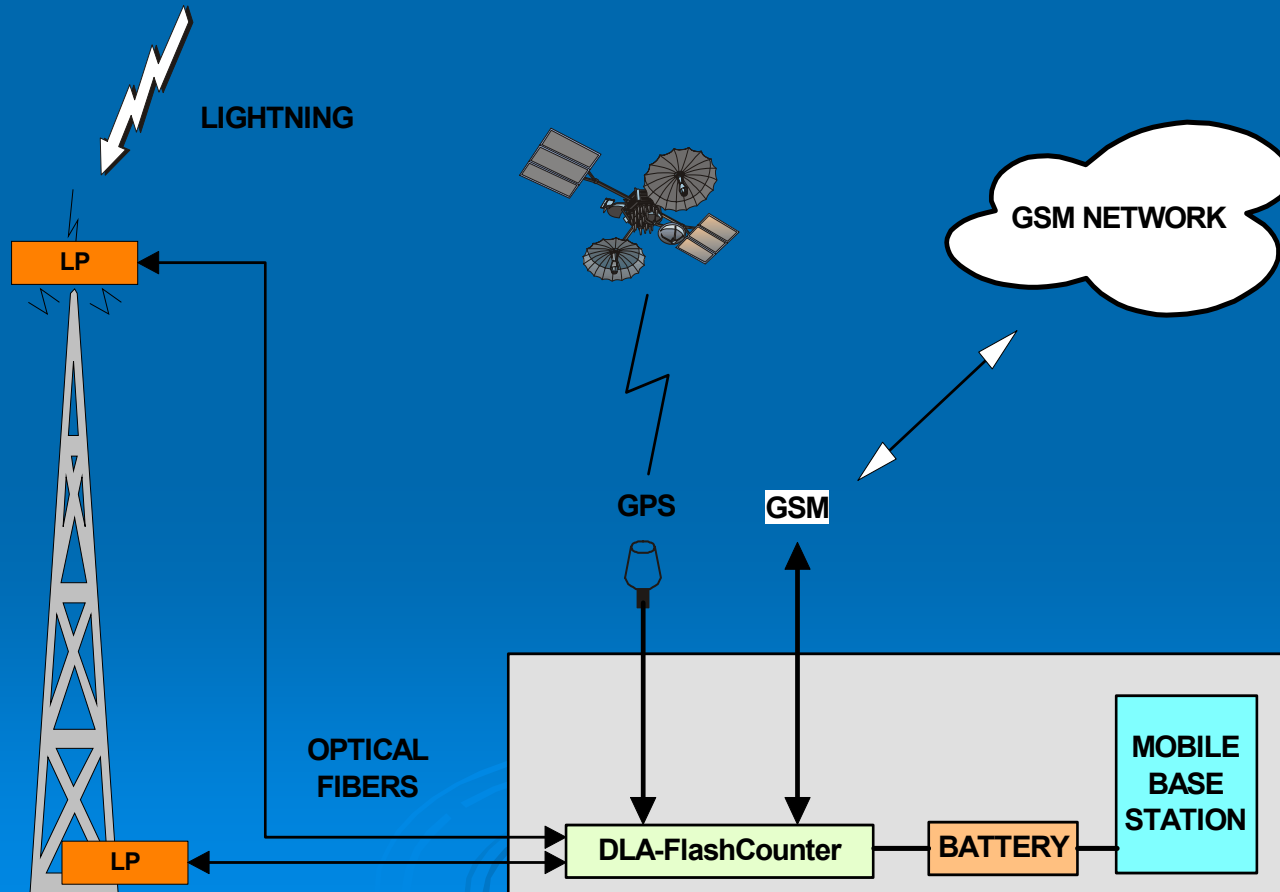 LIGHTNING
GSM NETWORK
LP
GPS
GSM
OPTICAL
FIBERS
MOBILE
BASE
STATION
DLA-FlashCounter
BATTERY
LP